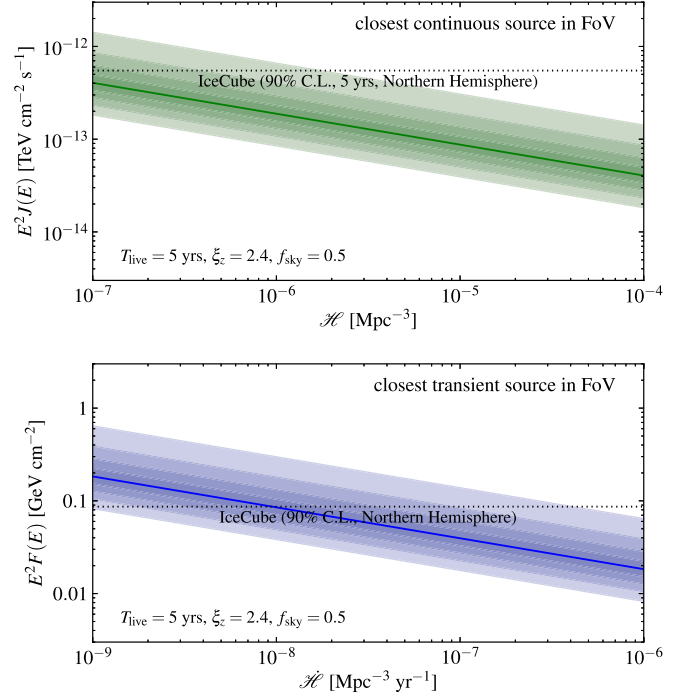 closest continuous source in FoV
10⁻¹²
IceCube (90% C.L., 5 yrs, Northern Hemisphere)
10⁻¹³
10⁻¹⁴
E²J(E) [TeV cm⁻² s⁻¹]
T_live = 5 yrs, ξ_z = 2.4, f_sky = 0.5
10⁻⁷ 10⁻⁶ 10⁻⁵ 10⁻⁴
ℋ [Mpc⁻³]
closest transient source in FoV
1
0.1
IceCube (90% C.L., Northern Hemisphere)
0.01
E²F(E) [GeV cm⁻²]
T_live = 5 yrs, ξ_z = 2.4, f_sky = 0.5
10⁻⁹ 10⁻⁸ 10⁻⁷ 10⁻⁶
ℋ̇ [Mpc⁻³ yr⁻¹]